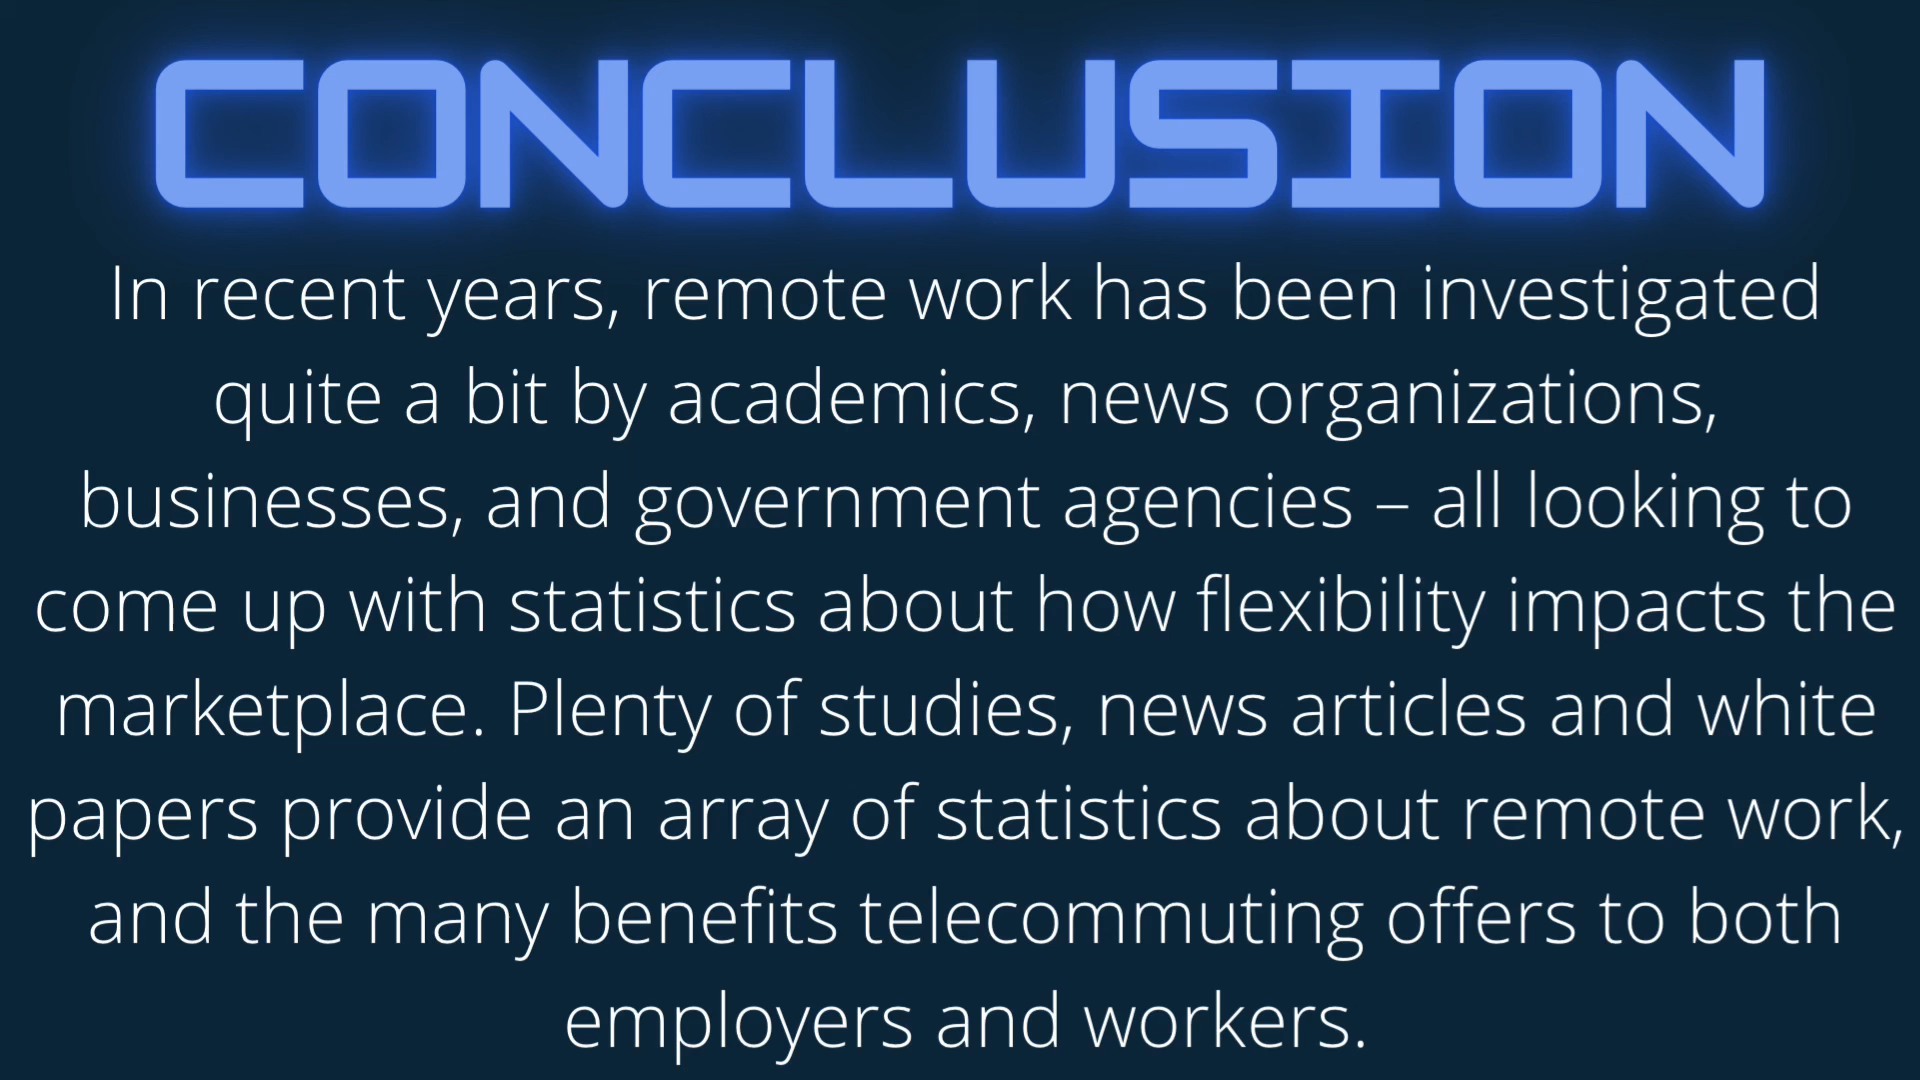 CONCLUSION
In recent years, remote work has been investigated
quite a bit by academics, news organizations,
businesses, and government agencies – all looking to
come up with statistics about how flexibility impacts the
marketplace. Plenty of studies, news articles and white
papers provide an array of statistics about remote work,
and the many benefits telecommuting offers to both
employers and workers.